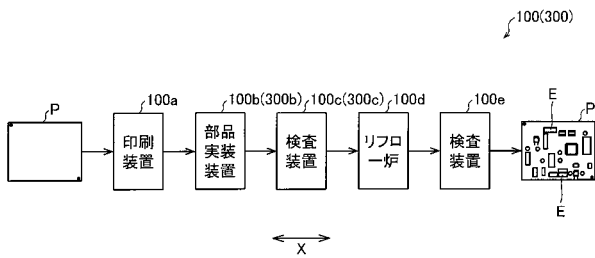 100(300)
P
100a
100b(300b)
100c(300c)
100d
100e
E
P
印刷
装置
部品
実装
装置
検査
装置
リフロ
ー炉
検査
装置
E
X